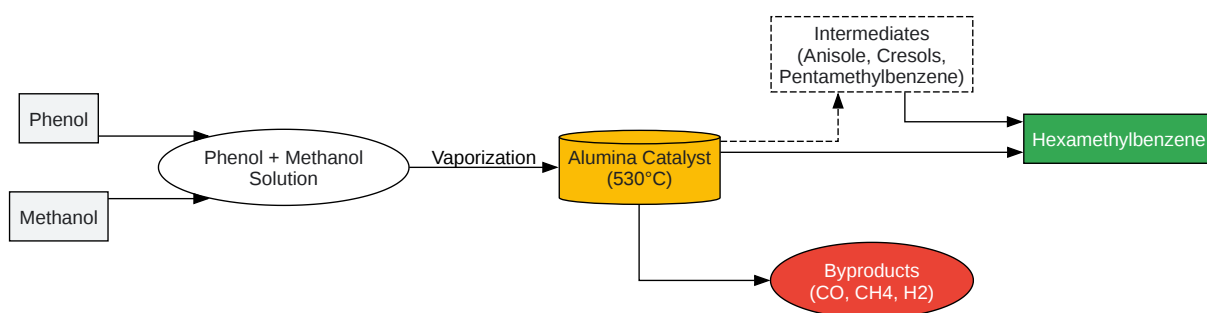 Phenol
Methanol
Phenol + Methanol
Solution
Vaporization
Alumina Catalyst
(530°C)
Intermediates
(Anisole, Cresols,
Pentamethylbenzene)
Hexamethylbenzene
Byproducts
(CO, CH4, H2)